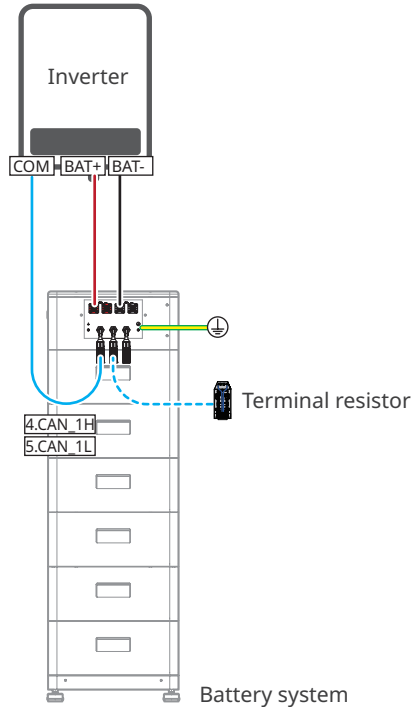 Inverter
COM BAT+ BAT-
Terminal resistor
4.CAN_1H
5.CAN_1L
Battery system